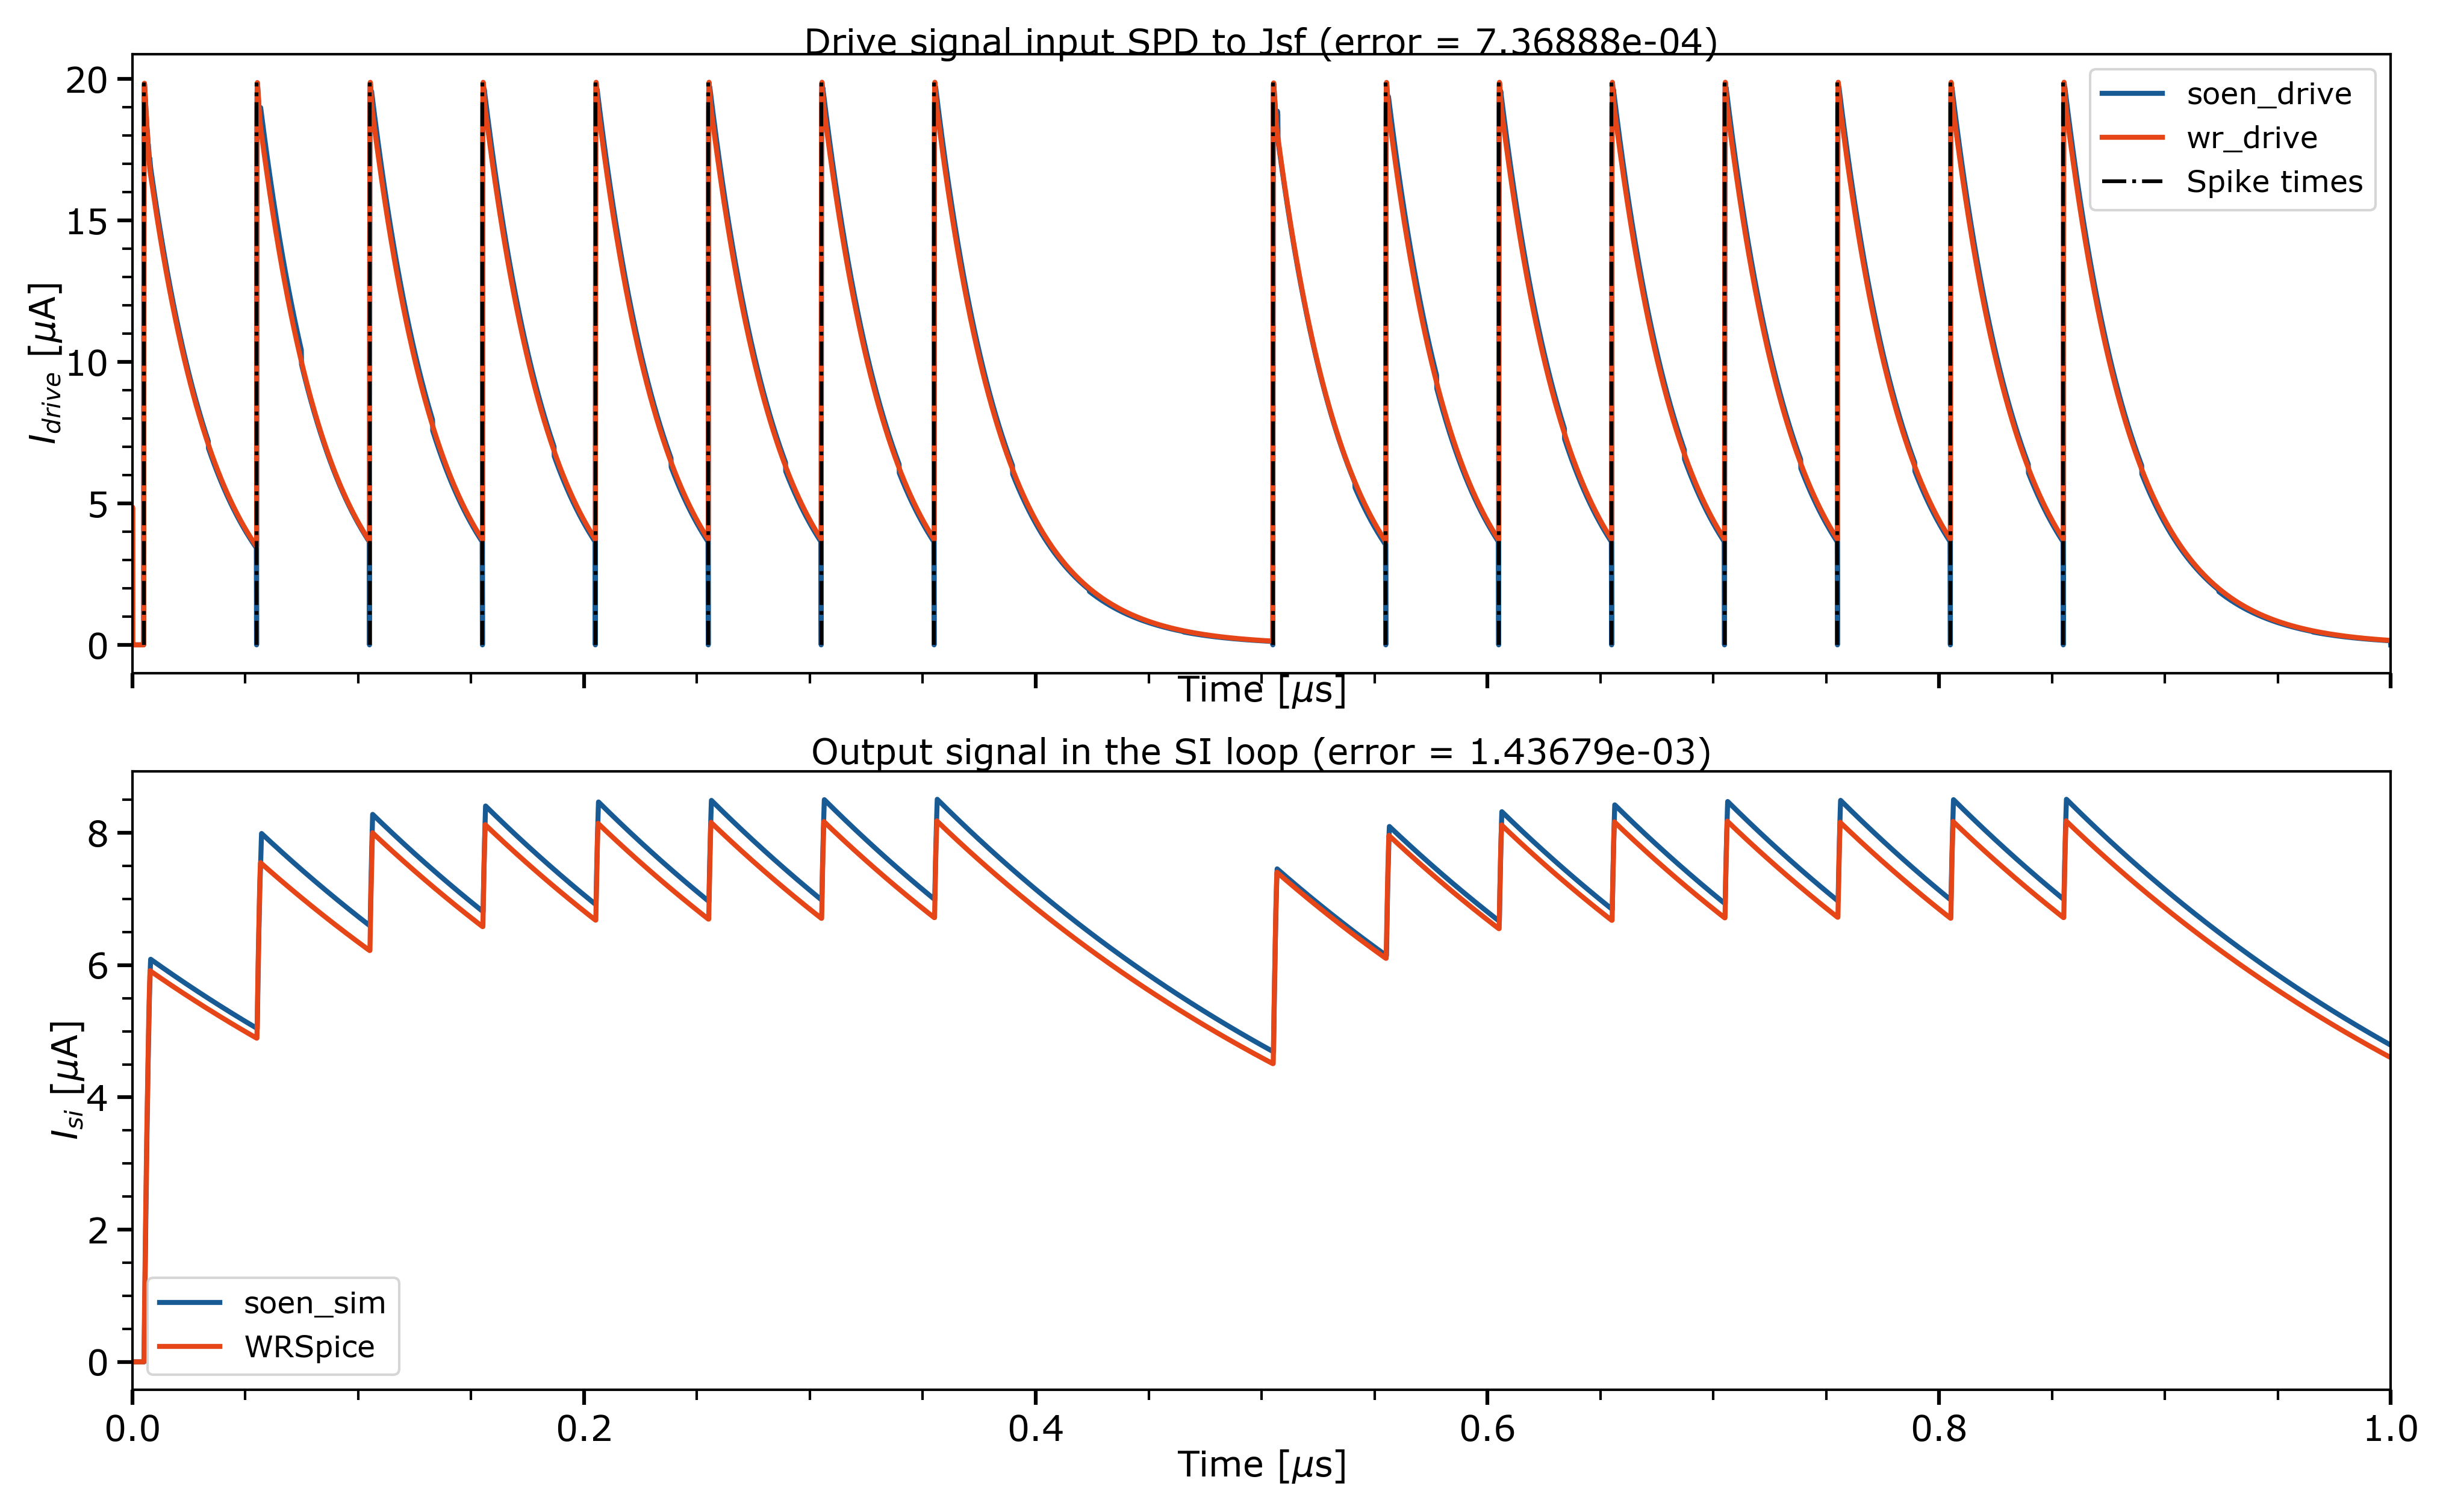 Drive signal input SPD to Jsf (error = 7.36888e-04)
20
15
10
5
0
I_drive [μA]
soen_drive
wr_drive
Spike times
Time [μs]
Output signal in the SI loop (error = 1.43679e-03)
8
6
4
2
0
I_si [μA]
soen_sim
WRSpice
0.0 0.2 0.4 0.6 0.8 1.0
Time [μs]